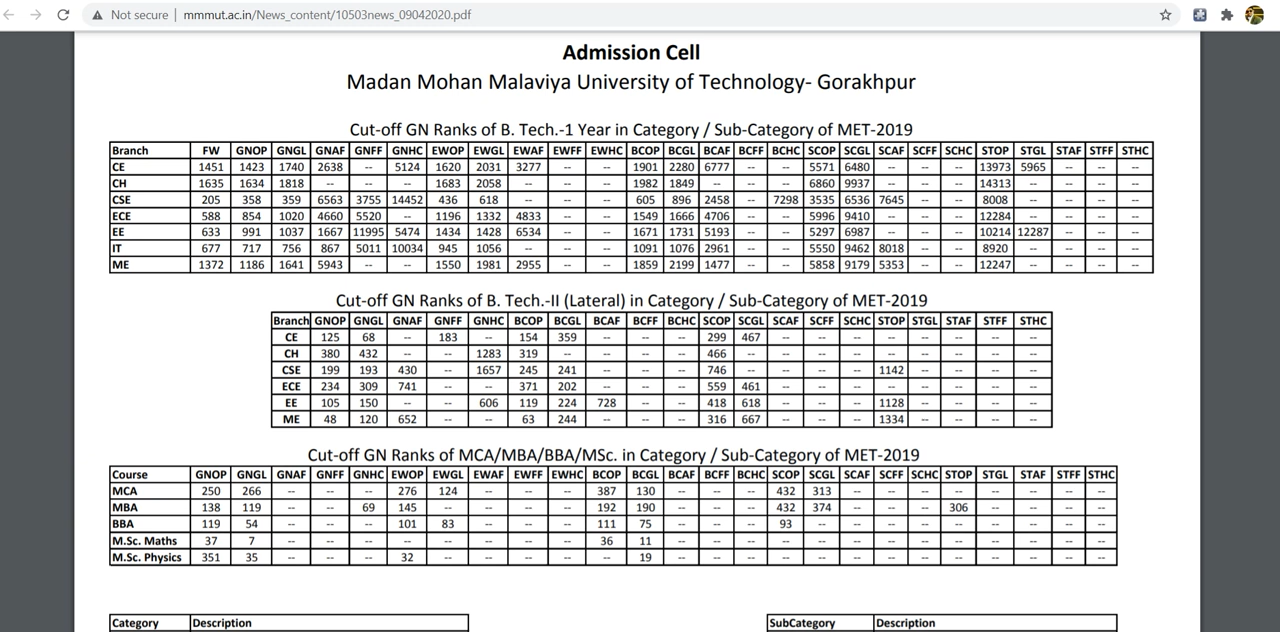 Not secure | mmmut.ac.in/News_content/10503news_09042020.pdf
Admission Cell
Madan Mohan Malaviya University of Technology- Gorakhpur
Cut-off GN Ranks of B. Tech.-1 Year in Category / Sub-Category of MET-2019
Branch FW GNOP GNGL GNAF GNFF GNHC EWOP EWGL EWAF EWFF EWHC BCOP BCGL BCAF BCFF BCHC SCOP SCGL SCAF SCFF SCHC STOP STGL STAF STFF STHC
CE 1451 1423 1740 2638 -- 5124 1620 2031 3277 -- -- 1901 2280 6777 -- -- 5571 6480 -- -- -- 13973 5965 -- -- --
CH 1635 1634 1818 -- -- -- 1683 2058 -- -- -- 1982 1849 -- -- -- 6860 9937 -- -- -- 14313 -- -- -- --
CSE 205 358 359 6563 3755 14452 436 618 -- -- -- 605 896 2458 -- 7298 3535 6536 7645 -- -- 8008 -- -- -- --
ECE 588 854 1020 4660 5520 -- 1196 1332 4833 -- -- 1549 1666 4706 -- -- 5996 9410 -- -- -- 12284 -- -- -- --
EE 633 991 1037 1667 11995 5474 1434 1428 6534 -- -- 1671 1731 5193 -- -- 5297 6987 -- -- -- 10214 12287 -- -- --
IT 677 717 756 867 5011 10034 945 1056 -- -- -- 1091 1076 2961 -- -- 5550 9462 8018 -- -- 8920 -- -- -- --
ME 1372 1186 1641 5943 -- -- 1550 1981 2955 -- -- 1859 2199 1477 -- -- 5858 9179 5353 -- -- 12247 -- -- -- --
Cut-off GN Ranks of B. Tech.-II (Lateral) in Category / Sub-Category of MET-2019
Branch GNOP GNGL GNAF GNFF GNHC BCOP BCGL BCAF BCFF BCHC SCOP SCGL SCAF SCFF SCHC STOP STGL STAF STFF STHC
CE 125 68 -- 183 -- 154 359 -- -- -- 299 467 -- -- -- -- -- -- -- --
CH 380 432 -- -- 1283 319 -- -- -- -- 466 -- -- -- -- -- -- -- -- --
CSE 199 193 430 -- 1657 245 241 -- -- -- 746 -- -- -- -- 1142 -- -- -- --
ECE 234 309 741 -- -- 371 202 -- -- -- 559 461 -- -- -- -- -- -- -- --
EE 105 150 -- -- 606 119 224 728 -- -- 418 618 -- -- -- 1128 -- -- -- --
ME 48 120 652 -- -- 63 244 -- -- -- 316 667 -- -- -- 1334 -- -- -- --
Cut-off GN Ranks of MCA/MBA/BBA/MSc. in Category / Sub-Category of MET-2019
Course GNOP GNGL GNAF GNFF GNHC EWOP EWGL EWAF EWFF EWHC BCOP BCGL BCAF BCFF BCHC SCOP SCGL SCAF SCFF SCHC STOP STGL STAF STFF STHC
MCA 250 266 -- -- -- 276 124 -- -- -- 387 130 -- -- -- 432 313 -- -- -- -- -- -- -- --
MBA 138 119 -- -- 69 145 -- -- -- -- 192 190 -- -- -- 432 374 -- -- -- 306 -- -- -- --
BBA 119 54 -- -- -- 101 83 -- -- -- 111 75 -- -- -- 93 -- -- -- -- -- -- -- -- --
M.Sc. Maths 37 7 -- -- -- -- -- -- -- -- 36 11 -- -- -- -- -- -- -- -- -- -- -- -- --
M.Sc. Physics 351 35 -- -- -- 32 -- -- -- -- -- 19 -- -- -- -- -- -- -- -- -- -- -- -- --
Category Description SubCategory Description